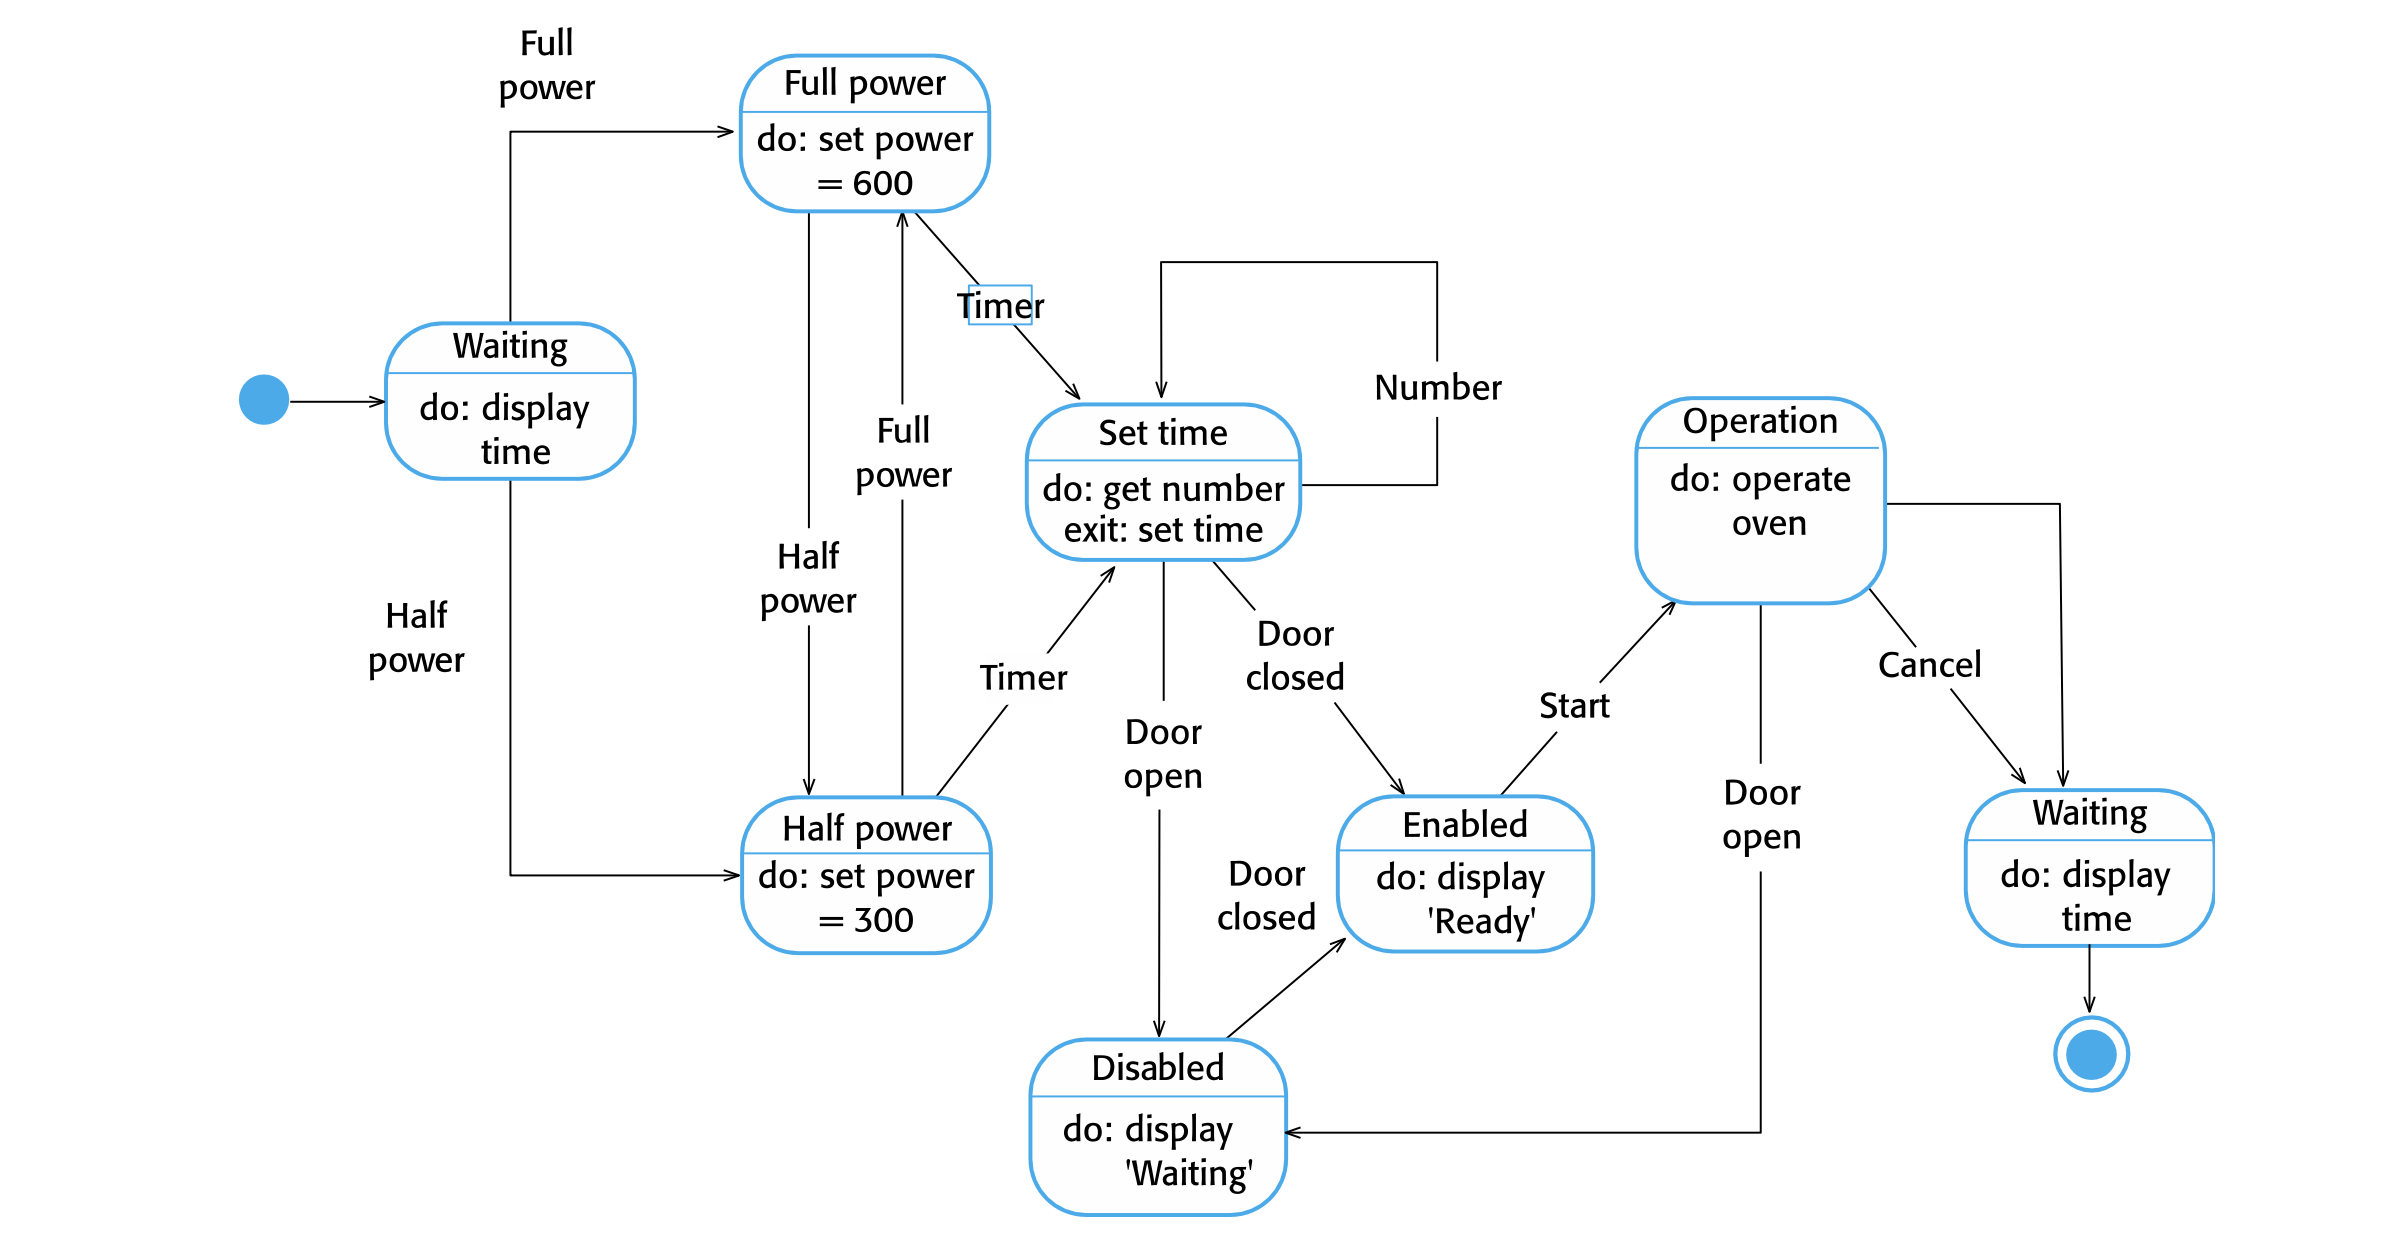 Full
power
Full power
do: set power
= 600
Timer
Waiting
do: display
time
Number
Full
power
Set time
do: get number
exit: set time
Operation
do: operate
oven
Half
power
Half
power
Timer
Door
closed
Door
open
Start
Cancel
Door
open
Half power
do: set power
= 300
Door
closed
Enabled
do: display
'Ready'
Waiting
do: display
time
Disabled
do: display
'Waiting'